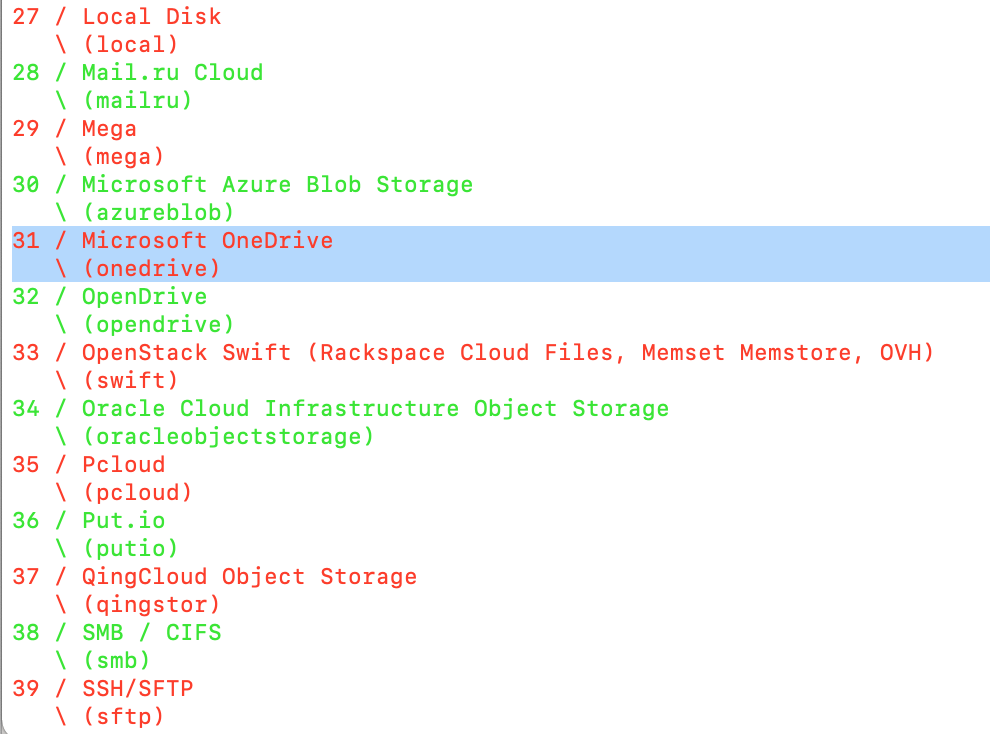 27 / Local Disk
   \ (local)
28 / Mail.ru Cloud
   \ (mailru)
29 / Mega
   \ (mega)
30 / Microsoft Azure Blob Storage
   \ (azureblob)
31 / Microsoft OneDrive
   \ (onedrive)
32 / OpenDrive
   \ (opendrive)
33 / OpenStack Swift (Rackspace Cloud Files, Memset Memstore, OVH)
   \ (swift)
34 / Oracle Cloud Infrastructure Object Storage
   \ (oracleobjectstorage)
35 / Pcloud
   \ (pcloud)
36 / Put.io
   \ (putio)
37 / QingCloud Object Storage
   \ (qingstor)
38 / SMB / CIFS
   \ (smb)
39 / SSH/SFTP
   \ (sftp)